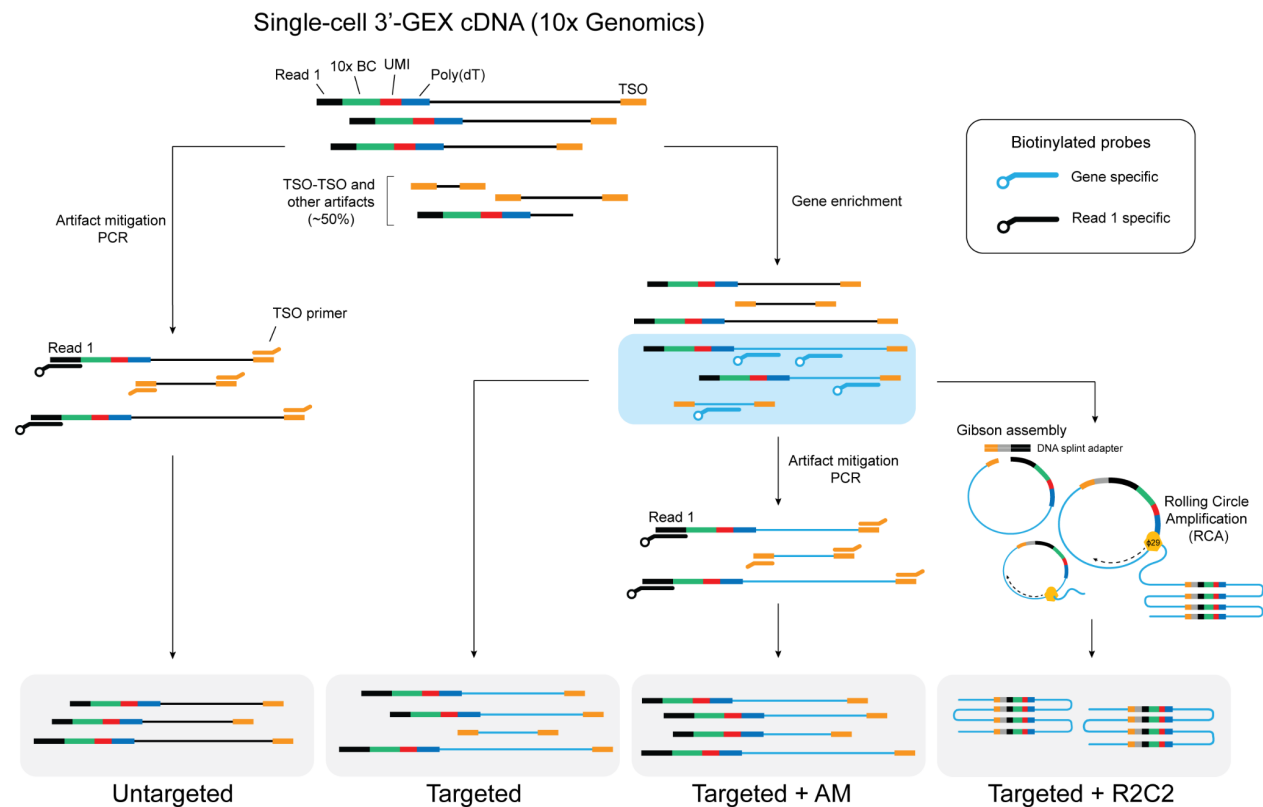 Single-cell 3'-GEX cDNA (10x Genomics)
Read 1
10x BC
UMI
Poly(dT)
TSO
TSO-TSO and
other artifacts
(~50%)
Artifact mitigation
PCR
Gene enrichment
Biotinylated probes
Gene specific
Read 1 specific
TSO primer
Read 1
Artifact mitigation
PCR
Read 1
Gibson assembly
DNA splint adapter
Rolling Circle
Amplification
(RCA)
ϕ29
ϕ29
Untargeted
Targeted
Targeted + AM
Targeted + R2C2